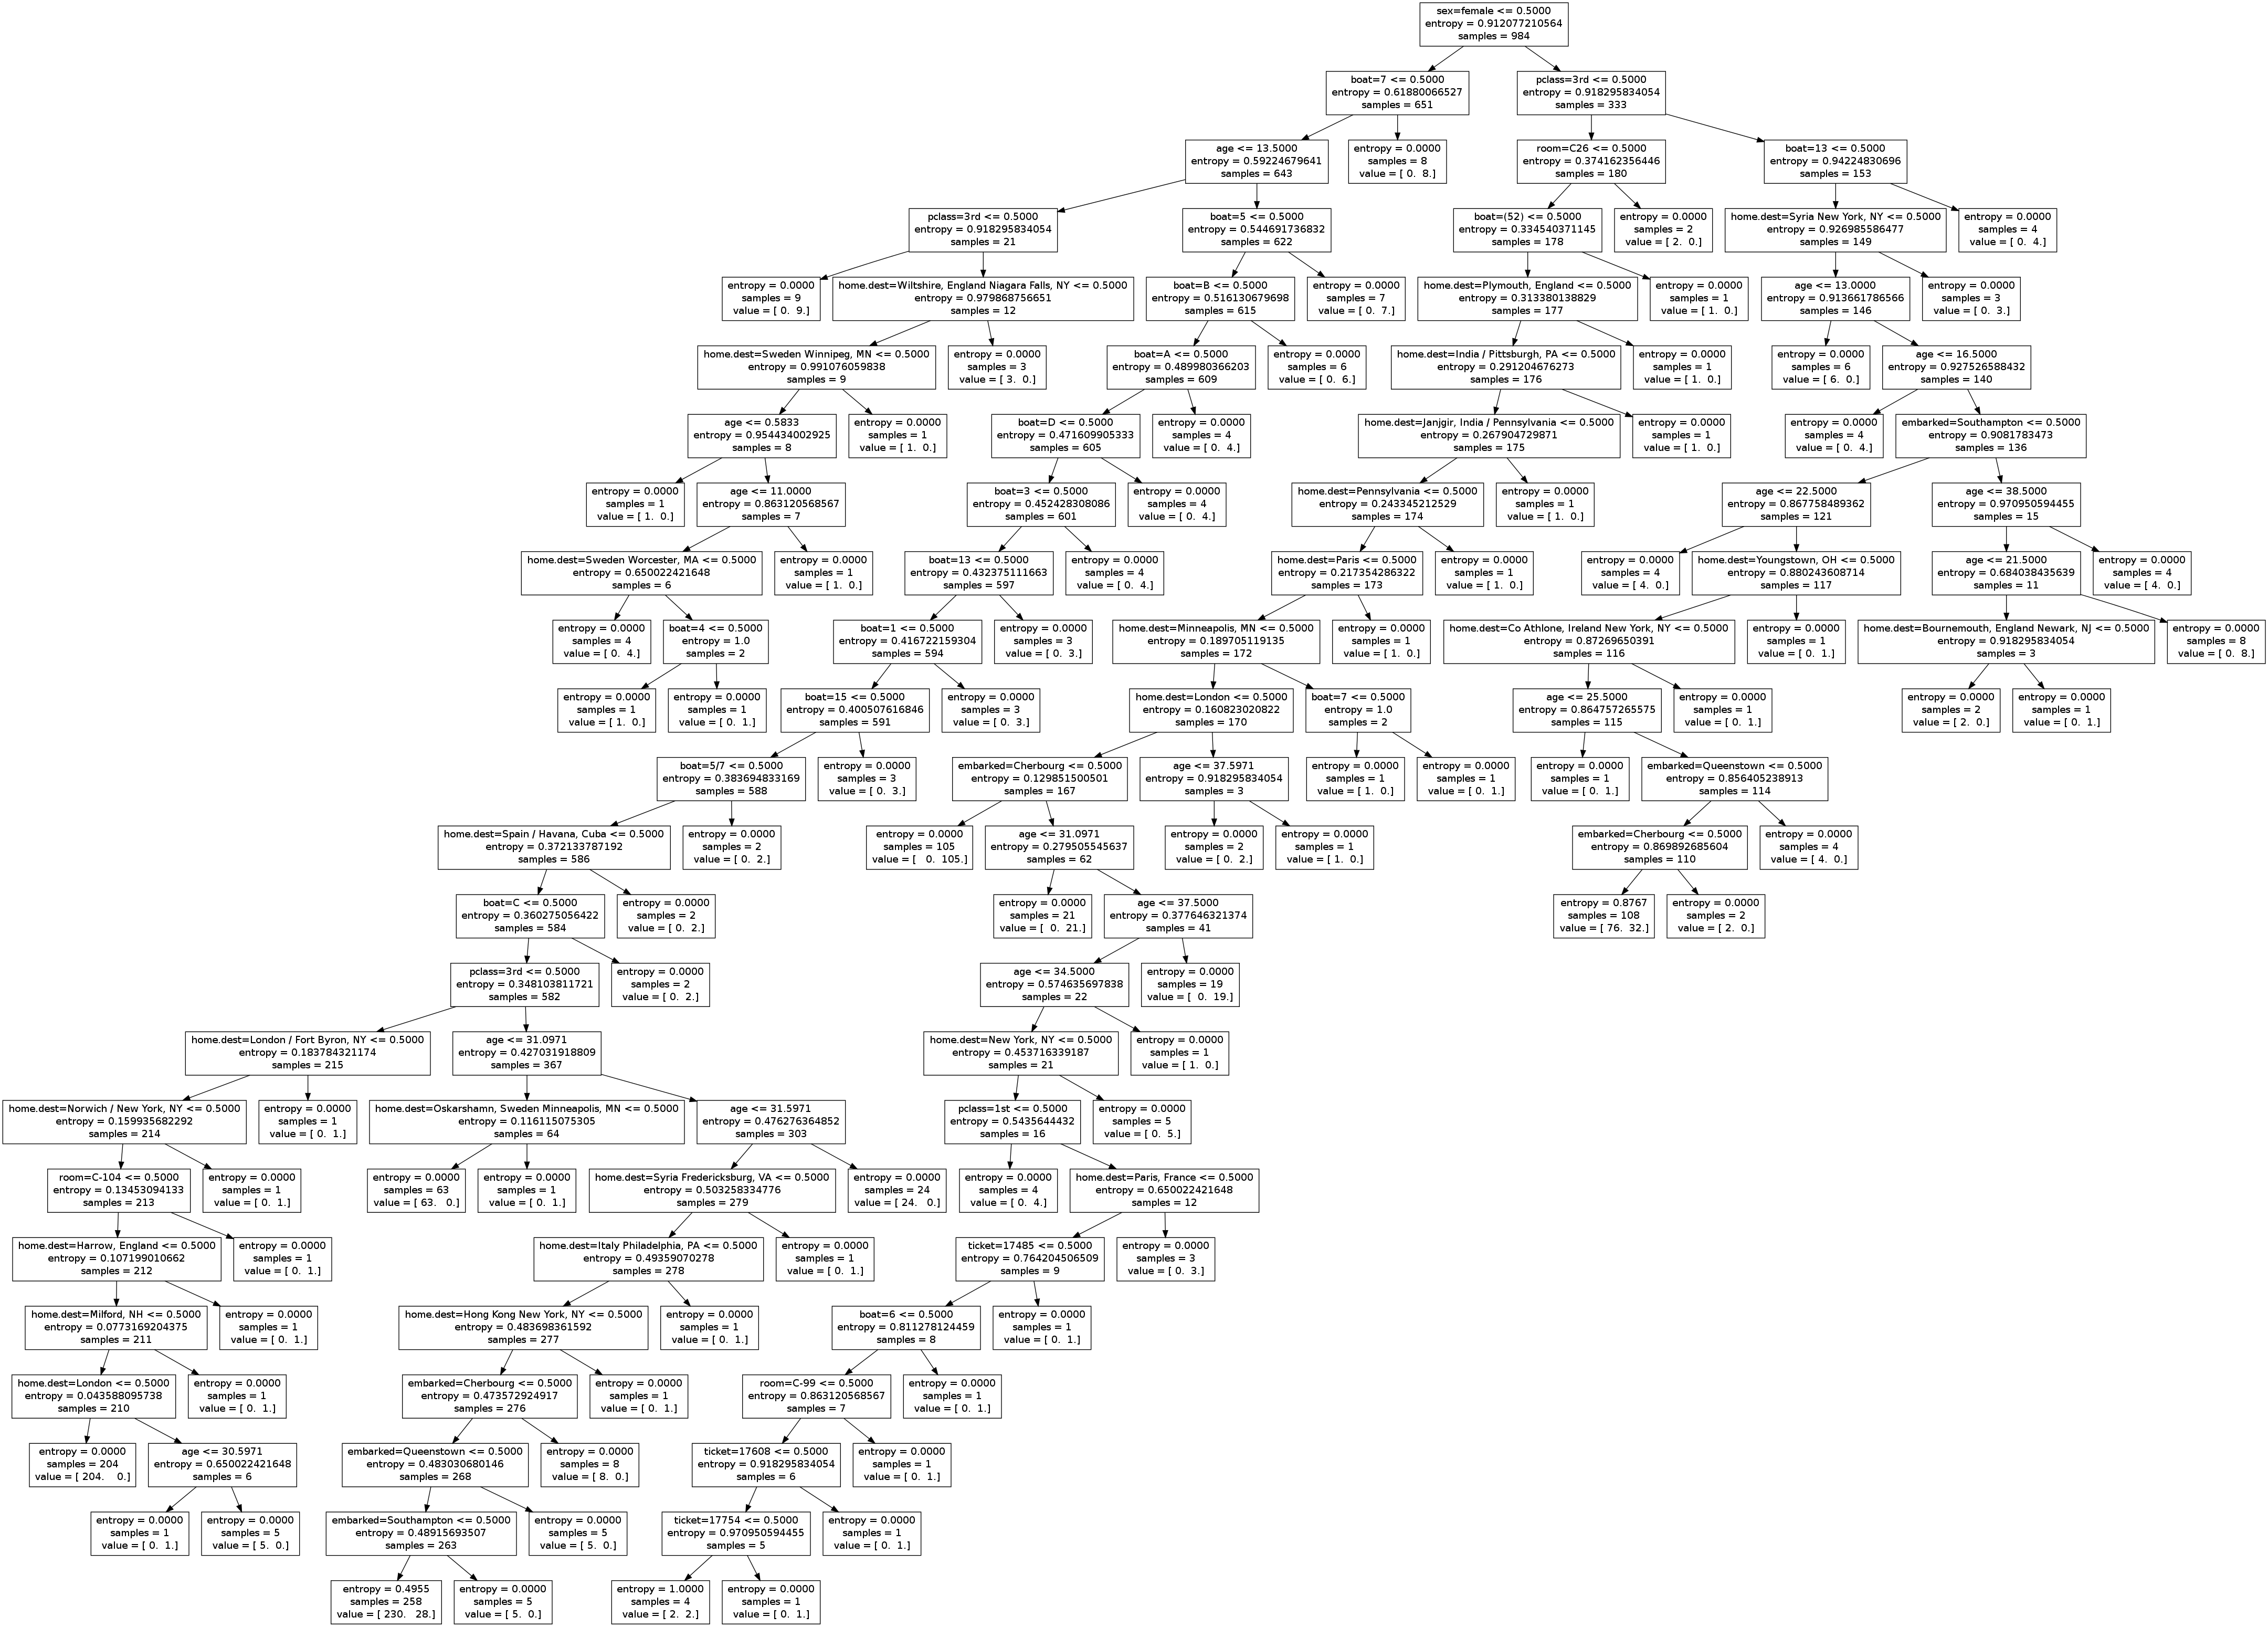 sex=female <= 0.5000
entropy = 0.912077210564
samples = 984
boat=7 <= 0.5000
entropy = 0.61880066527
samples = 651
pclass=3rd <= 0.5000
entropy = 0.918295834054
samples = 333
age <= 13.5000
entropy = 0.59224679641
samples = 643
entropy = 0.0000
samples = 8
value = [ 0.  8.]
room=C26 <= 0.5000
entropy = 0.374162356446
samples = 180
boat=13 <= 0.5000
entropy = 0.94224830696
samples = 153
pclass=3rd <= 0.5000
entropy = 0.918295834054
samples = 21
boat=5 <= 0.5000
entropy = 0.544691736832
samples = 622
boat=(52) <= 0.5000
entropy = 0.334540371145
samples = 178
entropy = 0.0000
samples = 2
value = [ 2.  0.]
home.dest=Syria New York, NY <= 0.5000
entropy = 0.926985586477
samples = 149
entropy = 0.0000
samples = 4
value = [ 0.  4.]
entropy = 0.0000
samples = 9
value = [ 0.  9.]
home.dest=Wiltshire, England Niagara Falls, NY <= 0.5000
entropy = 0.979868756651
samples = 12
boat=B <= 0.5000
entropy = 0.516130679698
samples = 615
entropy = 0.0000
samples = 7
value = [ 0.  7.]
home.dest=Plymouth, England <= 0.5000
entropy = 0.313380138829
samples = 177
entropy = 0.0000
samples = 1
value = [ 1.  0.]
age <= 13.0000
entropy = 0.913661786566
samples = 146
entropy = 0.0000
samples = 3
value = [ 0.  3.]
home.dest=Sweden Winnipeg, MN <= 0.5000
entropy = 0.991076059838
samples = 9
entropy = 0.0000
samples = 3
value = [ 3.  0.]
boat=A <= 0.5000
entropy = 0.489980366203
samples = 609
entropy = 0.0000
samples = 6
value = [ 0.  6.]
home.dest=India / Pittsburgh, PA <= 0.5000
entropy = 0.291204676273
samples = 176
entropy = 0.0000
samples = 1
value = [ 1.  0.]
entropy = 0.0000
samples = 6
value = [ 6.  0.]
age <= 16.5000
entropy = 0.927526588432
samples = 140
age <= 0.5833
entropy = 0.954434002925
samples = 8
entropy = 0.0000
samples = 1
value = [ 1.  0.]
boat=D <= 0.5000
entropy = 0.471609905333
samples = 605
entropy = 0.0000
samples = 4
value = [ 0.  4.]
home.dest=Janjgir, India / Pennsylvania <= 0.5000
entropy = 0.267904729871
samples = 175
entropy = 0.0000
samples = 1
value = [ 1.  0.]
entropy = 0.0000
samples = 4
value = [ 0.  4.]
embarked=Southampton <= 0.5000
entropy = 0.9081783473
samples = 136
entropy = 0.0000
samples = 1
value = [ 1.  0.]
age <= 11.0000
entropy = 0.863120568567
samples = 7
boat=3 <= 0.5000
entropy = 0.452428308086
samples = 601
entropy = 0.0000
samples = 4
value = [ 0.  4.]
home.dest=Pennsylvania <= 0.5000
entropy = 0.243345212529
samples = 174
entropy = 0.0000
samples = 1
value = [ 1.  0.]
age <= 22.5000
entropy = 0.867758489362
samples = 121
age <= 38.5000
entropy = 0.970950594455
samples = 15
home.dest=Sweden Worcester, MA <= 0.5000
entropy = 0.650022421648
samples = 6
entropy = 0.0000
samples = 1
value = [ 1.  0.]
boat=13 <= 0.5000
entropy = 0.432375111663
samples = 597
entropy = 0.0000
samples = 4
value = [ 0.  4.]
home.dest=Paris <= 0.5000
entropy = 0.217354286322
samples = 173
entropy = 0.0000
samples = 1
value = [ 1.  0.]
entropy = 0.0000
samples = 4
value = [ 4.  0.]
home.dest=Youngstown, OH <= 0.5000
entropy = 0.880243608714
samples = 117
age <= 21.5000
entropy = 0.684038435639
samples = 11
entropy = 0.0000
samples = 4
value = [ 4.  0.]
entropy = 0.0000
samples = 4
value = [ 0.  4.]
boat=4 <= 0.5000
entropy = 1.0
samples = 2
boat=1 <= 0.5000
entropy = 0.416722159304
samples = 594
entropy = 0.0000
samples = 3
value = [ 0.  3.]
home.dest=Minneapolis, MN <= 0.5000
entropy = 0.189705119135
samples = 172
entropy = 0.0000
samples = 1
value = [ 1.  0.]
home.dest=Co Athlone, Ireland New York, NY <= 0.5000
entropy = 0.87269650391
samples = 116
entropy = 0.0000
samples = 1
value = [ 0.  1.]
home.dest=Bournemouth, England Newark, NJ <= 0.5000
entropy = 0.918295834054
samples = 3
entropy = 0.0000
samples = 8
value = [ 0.  8.]
entropy = 0.0000
samples = 1
value = [ 1.  0.]
entropy = 0.0000
samples = 1
value = [ 0.  1.]
boat=15 <= 0.5000
entropy = 0.400507616846
samples = 591
entropy = 0.0000
samples = 3
value = [ 0.  3.]
home.dest=London <= 0.5000
entropy = 0.160823020822
samples = 170
boat=7 <= 0.5000
entropy = 1.0
samples = 2
age <= 25.5000
entropy = 0.864757265575
samples = 115
entropy = 0.0000
samples = 1
value = [ 0.  1.]
entropy = 0.0000
samples = 2
value = [ 2.  0.]
entropy = 0.0000
samples = 1
value = [ 0.  1.]
boat=5/7 <= 0.5000
entropy = 0.383694833169
samples = 588
entropy = 0.0000
samples = 3
value = [ 0.  3.]
embarked=Cherbourg <= 0.5000
entropy = 0.129851500501
samples = 167
age <= 37.5971
entropy = 0.918295834054
samples = 3
entropy = 0.0000
samples = 1
value = [ 1.  0.]
entropy = 0.0000
samples = 1
value = [ 0.  1.]
entropy = 0.0000
samples = 1
value = [ 0.  1.]
embarked=Queenstown <= 0.5000
entropy = 0.856405238913
samples = 114
home.dest=Spain / Havana, Cuba <= 0.5000
entropy = 0.372133787192
samples = 586
entropy = 0.0000
samples = 2
value = [ 0.  2.]
entropy = 0.0000
samples = 105
value = [   0.  105.]
age <= 31.0971
entropy = 0.279505545637
samples = 62
entropy = 0.0000
samples = 2
value = [ 0.  2.]
entropy = 0.0000
samples = 1
value = [ 1.  0.]
embarked=Cherbourg <= 0.5000
entropy = 0.869892685604
samples = 110
entropy = 0.0000
samples = 4
value = [ 4.  0.]
boat=C <= 0.5000
entropy = 0.360275056422
samples = 584
entropy = 0.0000
samples = 2
value = [ 0.  2.]
entropy = 0.0000
samples = 21
value = [  0.  21.]
age <= 37.5000
entropy = 0.377646321374
samples = 41
entropy = 0.8767
samples = 108
value = [ 76.  32.]
entropy = 0.0000
samples = 2
value = [ 2.  0.]
pclass=3rd <= 0.5000
entropy = 0.348103811721
samples = 582
entropy = 0.0000
samples = 2
value = [ 0.  2.]
age <= 34.5000
entropy = 0.574635697838
samples = 22
entropy = 0.0000
samples = 19
value = [  0.  19.]
home.dest=London / Fort Byron, NY <= 0.5000
entropy = 0.183784321174
samples = 215
age <= 31.0971
entropy = 0.427031918809
samples = 367
home.dest=New York, NY <= 0.5000
entropy = 0.453716339187
samples = 21
entropy = 0.0000
samples = 1
value = [ 1.  0.]
home.dest=Norwich / New York, NY <= 0.5000
entropy = 0.159935682292
samples = 214
entropy = 0.0000
samples = 1
value = [ 0.  1.]
home.dest=Oskarshamn, Sweden Minneapolis, MN <= 0.5000
entropy = 0.116115075305
samples = 64
age <= 31.5971
entropy = 0.476276364852
samples = 303
pclass=1st <= 0.5000
entropy = 0.5435644432
samples = 16
entropy = 0.0000
samples = 5
value = [ 0.  5.]
room=C-104 <= 0.5000
entropy = 0.13453094133
samples = 213
entropy = 0.0000
samples = 1
value = [ 0.  1.]
entropy = 0.0000
samples = 63
value = [ 63.   0.]
entropy = 0.0000
samples = 1
value = [ 0.  1.]
home.dest=Syria Fredericksburg, VA <= 0.5000
entropy = 0.503258334776
samples = 279
entropy = 0.0000
samples = 24
value = [ 24.   0.]
entropy = 0.0000
samples = 4
value = [ 0.  4.]
home.dest=Paris, France <= 0.5000
entropy = 0.650022421648
samples = 12
home.dest=Harrow, England <= 0.5000
entropy = 0.107199010662
samples = 212
entropy = 0.0000
samples = 1
value = [ 0.  1.]
home.dest=Italy Philadelphia, PA <= 0.5000
entropy = 0.49359070278
samples = 278
entropy = 0.0000
samples = 1
value = [ 0.  1.]
ticket=17485 <= 0.5000
entropy = 0.764204506509
samples = 9
entropy = 0.0000
samples = 3
value = [ 0.  3.]
home.dest=Milford, NH <= 0.5000
entropy = 0.0773169204375
samples = 211
entropy = 0.0000
samples = 1
value = [ 0.  1.]
home.dest=Hong Kong New York, NY <= 0.5000
entropy = 0.483698361592
samples = 277
entropy = 0.0000
samples = 1
value = [ 0.  1.]
boat=6 <= 0.5000
entropy = 0.811278124459
samples = 8
entropy = 0.0000
samples = 1
value = [ 0.  1.]
home.dest=London <= 0.5000
entropy = 0.043588095738
samples = 210
entropy = 0.0000
samples = 1
value = [ 0.  1.]
embarked=Cherbourg <= 0.5000
entropy = 0.473572924917
samples = 276
entropy = 0.0000
samples = 1
value = [ 0.  1.]
room=C-99 <= 0.5000
entropy = 0.863120568567
samples = 7
entropy = 0.0000
samples = 1
value = [ 0.  1.]
entropy = 0.0000
samples = 204
value = [ 204.    0.]
age <= 30.5971
entropy = 0.650022421648
samples = 6
embarked=Queenstown <= 0.5000
entropy = 0.483030680146
samples = 268
entropy = 0.0000
samples = 8
value = [ 8.  0.]
ticket=17608 <= 0.5000
entropy = 0.918295834054
samples = 6
entropy = 0.0000
samples = 1
value = [ 0.  1.]
entropy = 0.0000
samples = 1
value = [ 0.  1.]
entropy = 0.0000
samples = 5
value = [ 5.  0.]
embarked=Southampton <= 0.5000
entropy = 0.48915693507
samples = 263
entropy = 0.0000
samples = 5
value = [ 5.  0.]
ticket=17754 <= 0.5000
entropy = 0.970950594455
samples = 5
entropy = 0.0000
samples = 1
value = [ 0.  1.]
entropy = 0.4955
samples = 258
value = [ 230.   28.]
entropy = 0.0000
samples = 5
value = [ 5.  0.]
entropy = 1.0000
samples = 4
value = [ 2.  2.]
entropy = 0.0000
samples = 1
value = [ 0.  1.]